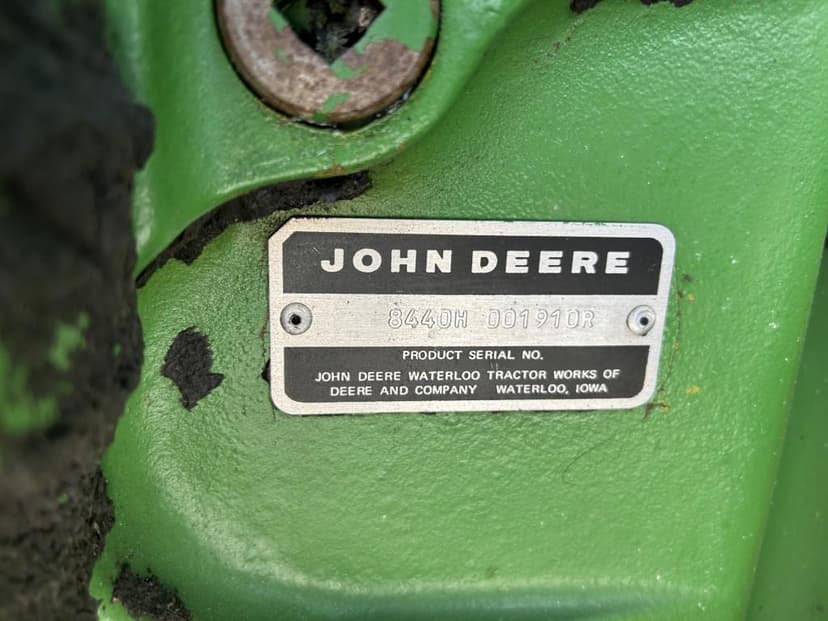 JOHN DEERE
8440H 001910R
PRODUCT SERIAL NO.
JOHN DEERE WATERLOO TRACTOR WORKS OF
DEERE AND COMPANY WATERLOO, IOWA